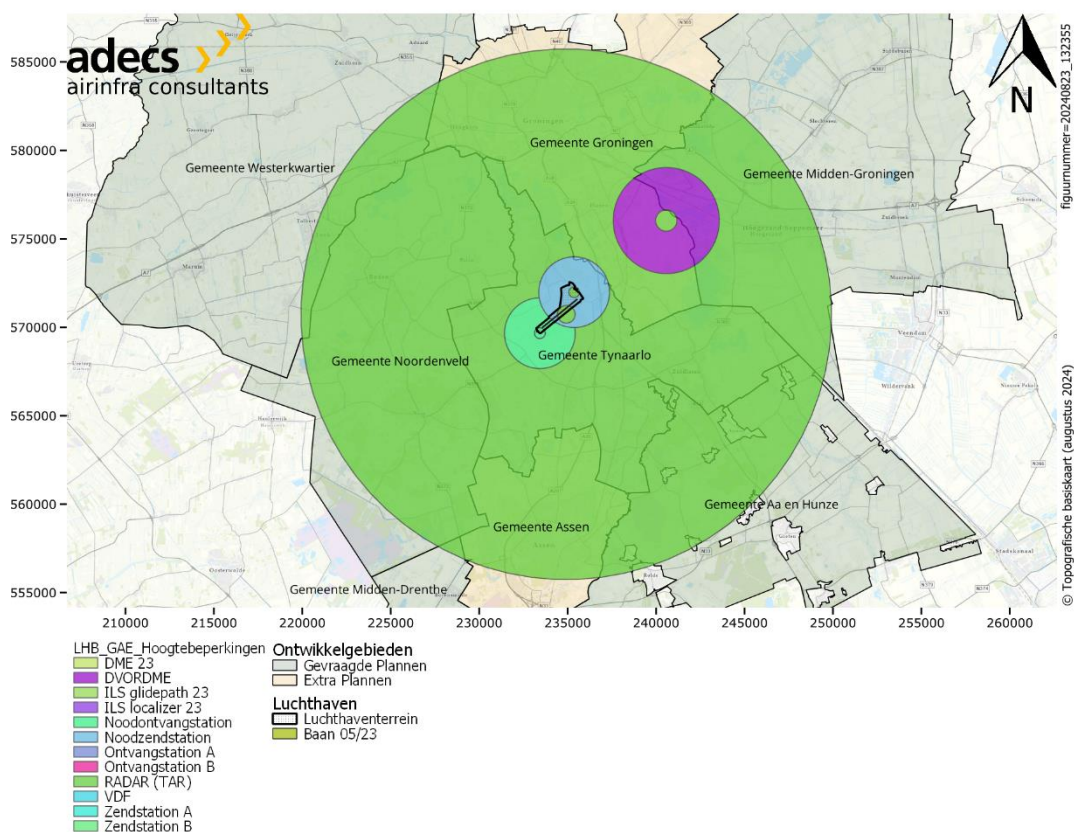 adecs
airinfra consultants
N
figuurnummer=20240823_132355
© Topografische basiskaart (augustus 2024)
585000
580000
575000
570000
565000
560000
555000
Gemeente Groningen
Gemeente Westerkwartier
Gemeente Midden-Groningen
Gemeente Noordenveld
Gemeente Tynaarlo
Gemeente Aa en Hunze
Gemeente Assen
Gemeente Midden-Drenthe
210000 215000 220000 225000 230000 235000 240000 245000 250000 255000 260000
LHB_GAE_Hoogtebeperkingen
DME 23
DVORDME
ILS glidepath 23
ILS localizer 23
Noodontvangstation
Noodzendstation
Ontvangstation A
Ontvangstation B
RADAR (TAR)
VDF
Zendstation A
Zendstation B
Ontwikkelgebieden
Gevraagde Plannen
Extra Plannen
Luchthaven
Luchthaventerrein
Baan 05/23